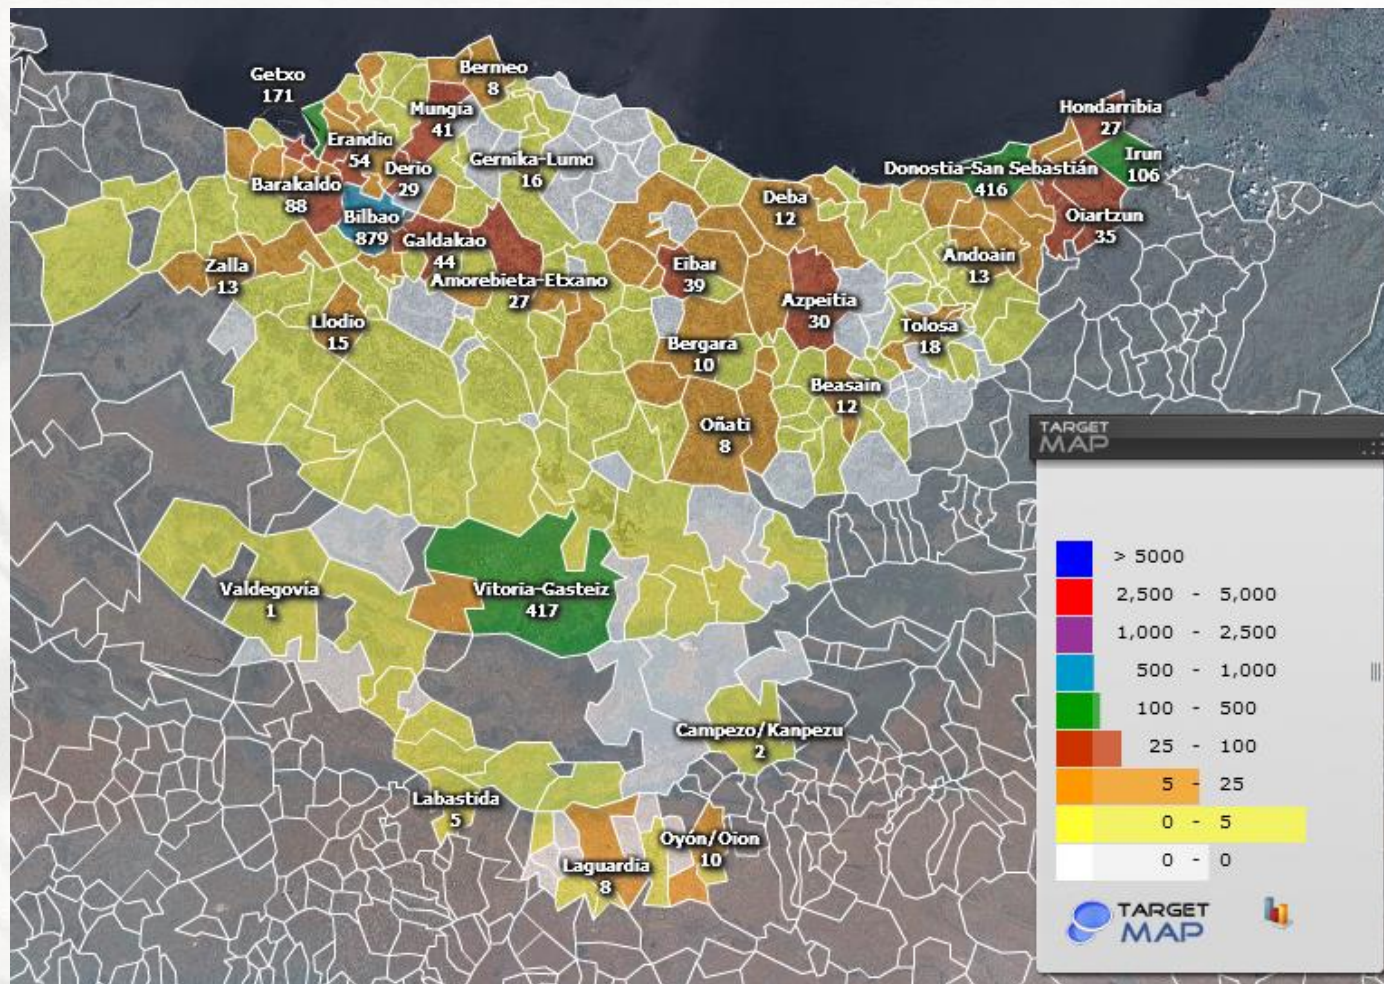 Getxo
171
Bermeo
8
Mungia
41
Erandio
54
Derio
29
Gernika-Lumo
16
Barakaldo
88
Bilbao
879
Galdakao
44
Amorebieta-Etxano
27
Zalla
13
Llodio
15
Eibar
39
Deba
12
Azpeitia
30
Bergara
10
Oñati
8
Beasain
12
Tolosa
18
Andoain
13
Donostia-San Sebastián
416
Hondarribia
27
Irun
106
Oiartzun
35
Valdegovía
1
Vitoria-Gasteiz
417
Campezo/Kanpezu
2
Labastida
5
Laguardia
8
Oyón/Oion
10
TARGET
MAP
> 5000
2,500 - 5,000
1,000 - 2,500
500 - 1,000
100 - 500
25 - 100
5 - 25
0 - 5
0 - 0
TARGET
MAP